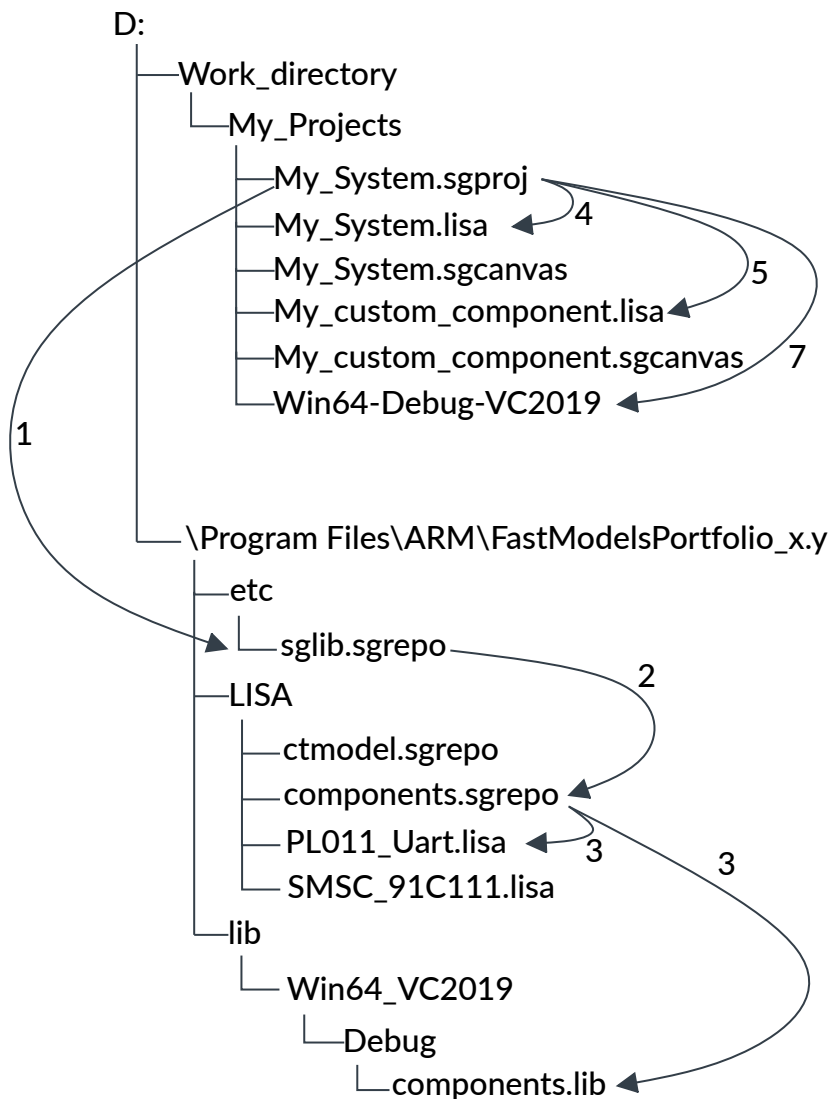 D:
Work_directory
My_Projects
My_System.sgproj
My_System.lisa
4
My_System.sgcanvas
5
My_custom_component.lisa
My_custom_component.sgcanvas
7
Win64-Debug-VC2019
1
\Program Files\ARM\FastModelsPortfolio_x.y
etc
sglib.sgrepo
2
LISA
ctmodel.sgrepo
components.sgrepo
PL011_Uart.lisa
3
3
SMSC_91C111.lisa
lib
Win64_VC2019
Debug
components.lib